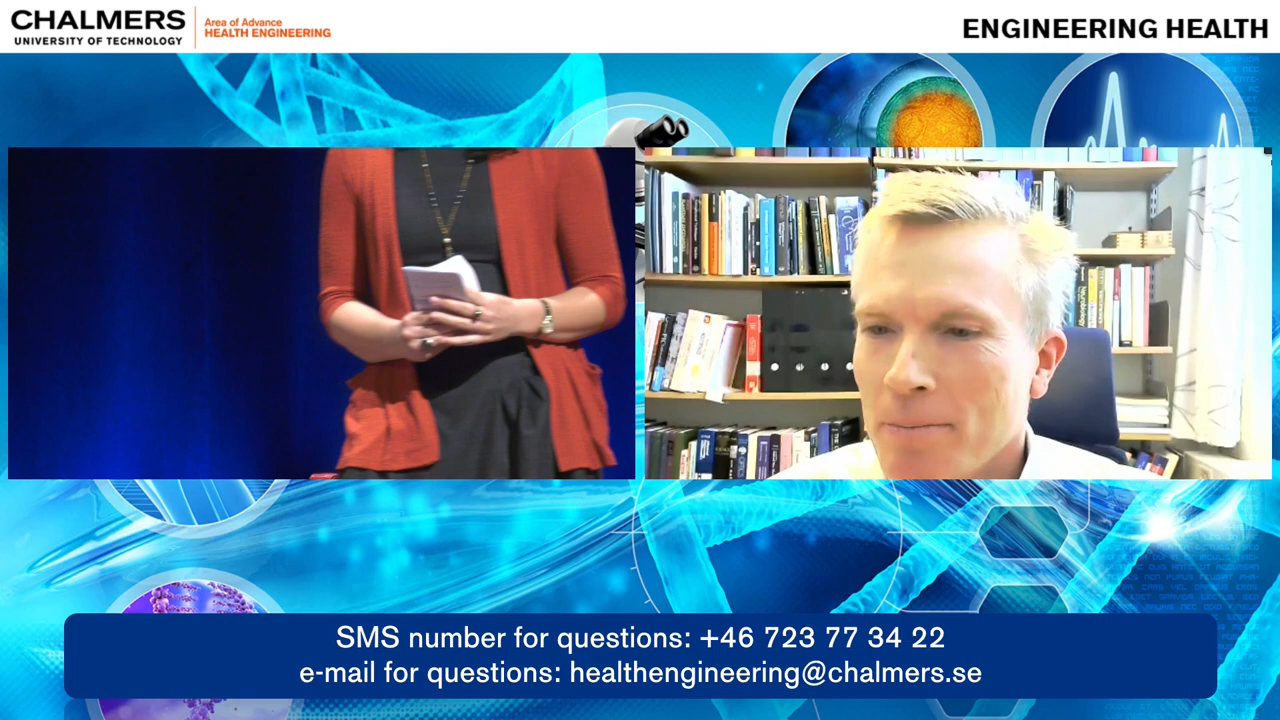 CHALMERS
UNIVERSITY OF TECHNOLOGY
Area of Advance
HEALTH ENGINEERING
ENGINEERING HEALTH
Neurobiology
SMS number for questions: +46 723 77 34 22
e-mail for questions: healthengineering@chalmers.se